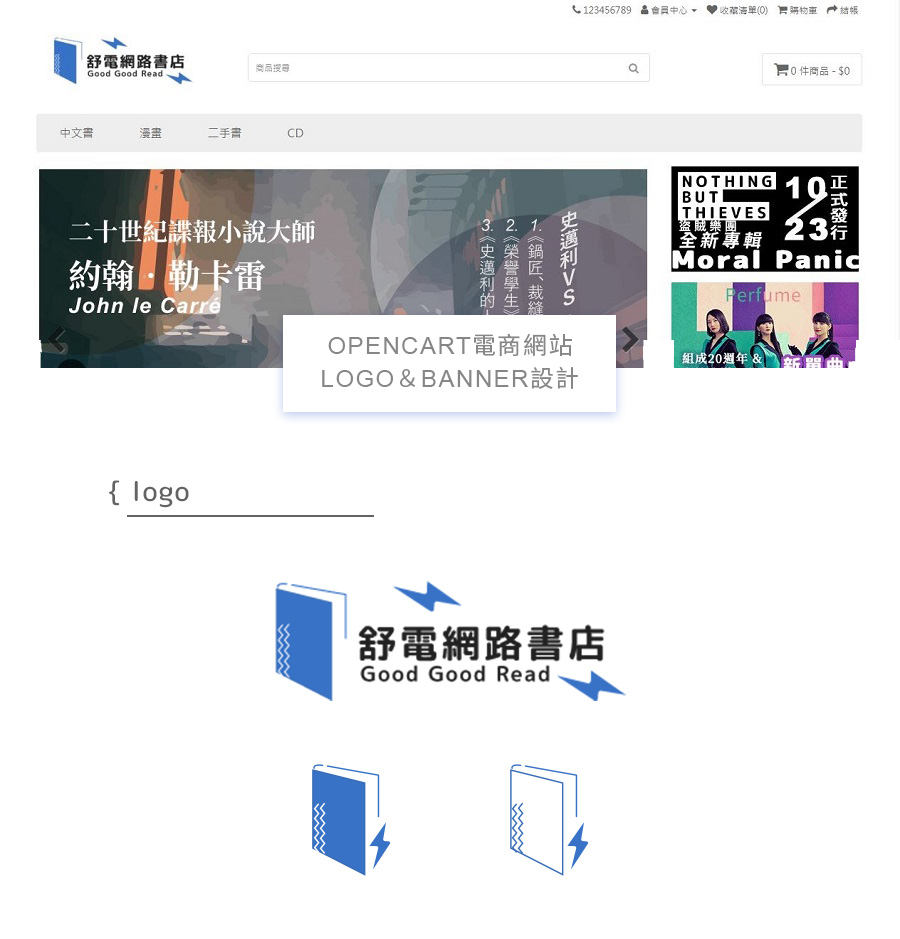 123456789 會員中心 收藏清單(0) 購物車 結帳
舒電網路書店
Good Good Read
商品搜尋
0 件商品 - $0
中文書 漫畫 二手書 CD
二十世紀諜報小說大師
約翰・勒卡雷
John le Carré
史邁利VS
1.《鍋匠、裁縫
2.《榮譽學生》
3.《史邁利的
NOTHING
BUT
THIEVES
盜賊樂團
全新專輯
10/23
正式發行
Moral Panic
Perfume
組成20週年 &
新單曲
OPENCART電商網站
LOGO＆BANNER設計
{ logo
舒電網路書店
Good Good Read